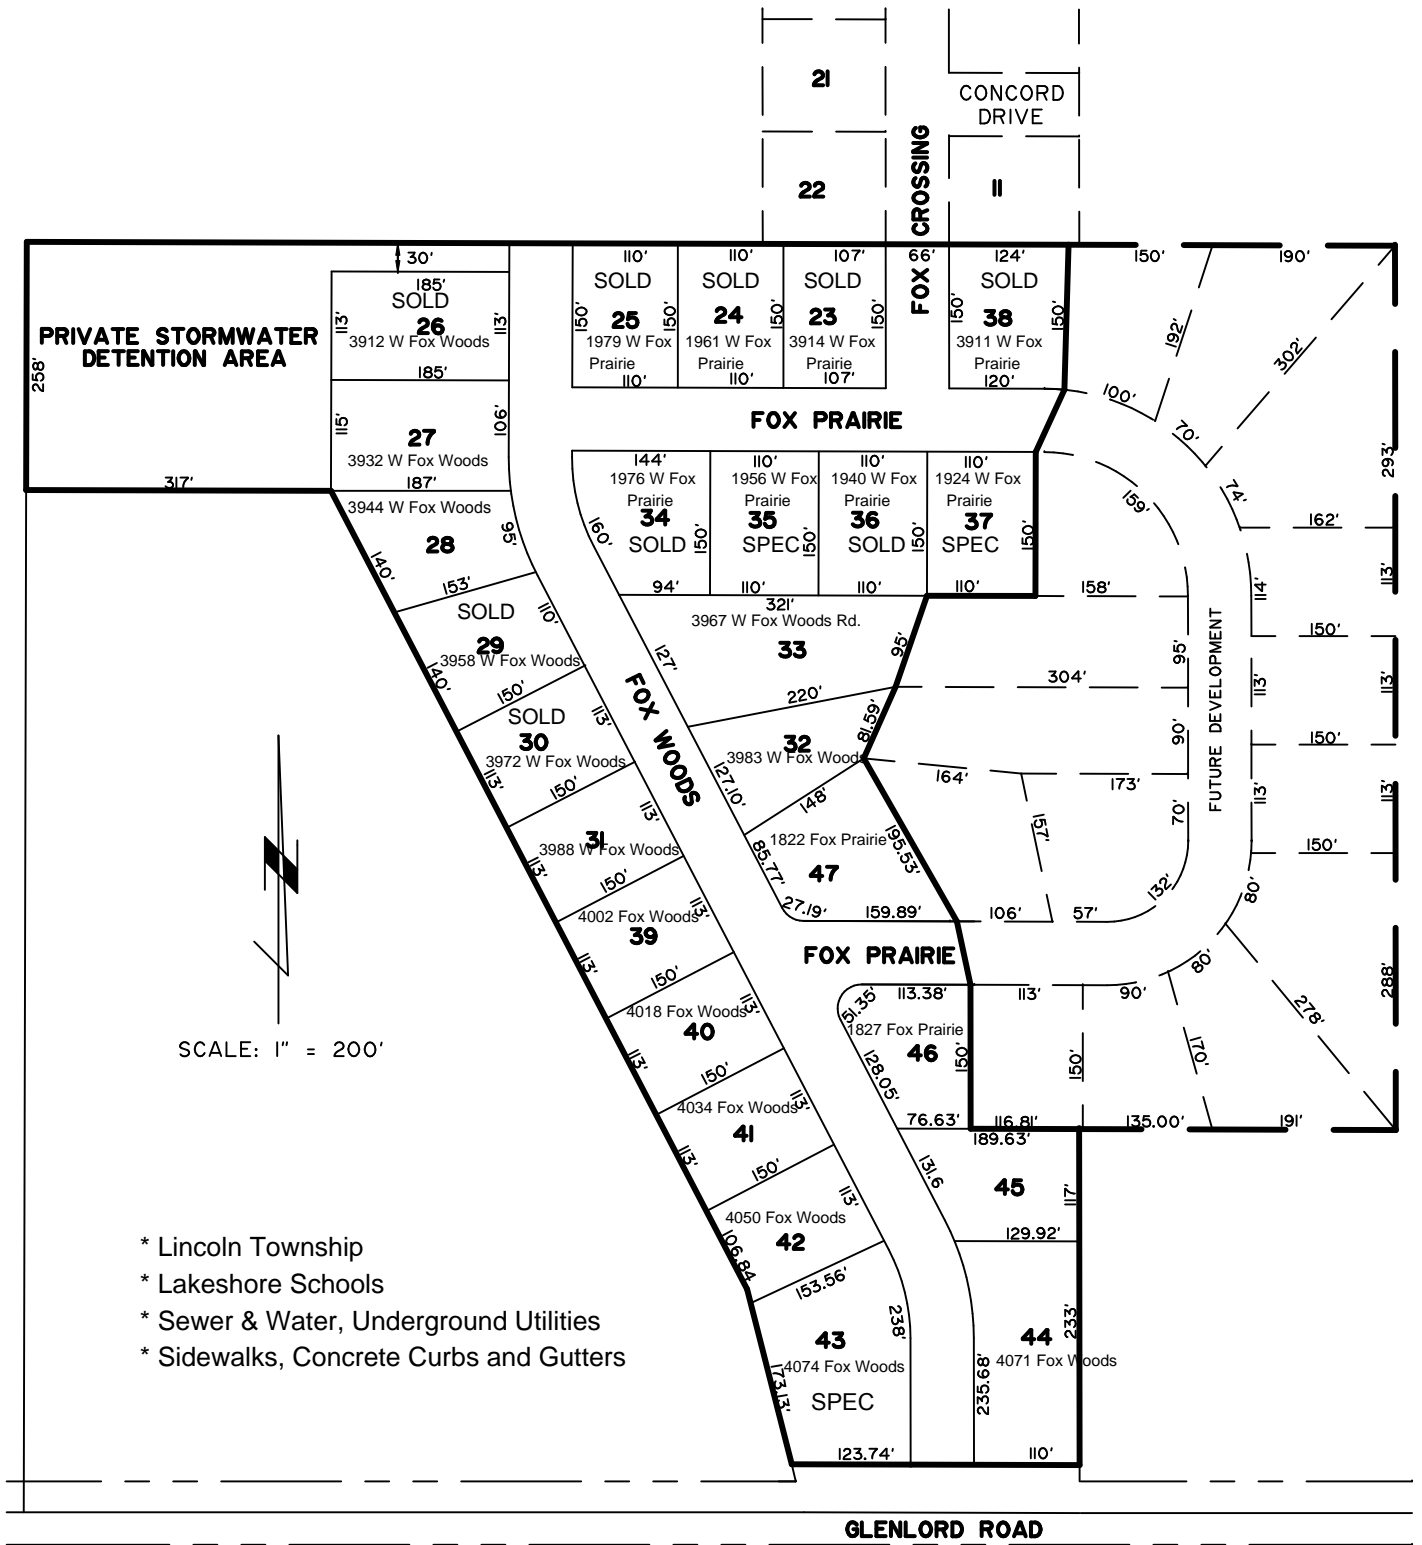 21
CONCORD
DRIVE
22
FOX CROSSING
11
30'
110'
110'
107'
66'
124'
150'
190'
185'
SOLD
26
3912 W Fox Woods
113'
113'
185'
SOLD
25
1979 W Fox
Prairie
150'
150'
110'
SOLD
24
1961 W Fox
Prairie
110'
SOLD
23
3914 W Fox
Prairie
150'
150'
107'
SOLD
38
3911 W Fox
Prairie
150'
150'
120'
PRIVATE STORMWATER
DETENTION AREA
258'
317'
192'
302'
100'
70'
74'
293'
115'
27
3932 W Fox Woods
106'
187'
FOX PRAIRIE
144'
1976 W Fox
Prairie
34
SOLD
150'
94'
110'
1956 W Fox
Prairie
35
SPEC
150'
110'
110'
1940 W Fox
Prairie
36
SOLD
150'
110'
110'
1924 W Fox
Prairie
37
SPEC
150'
110'
159'
162'
3944 W Fox Woods
28
95'
160'
140'
153'
SOLD
29
3958 W Fox Woods
110'
140'
150'
321'
3967 W Fox Woods Rd.
33
95'
127'
220'
158'
114'
113'
150'
FUTURE DEVELOPMENT
95'
304'
113'
113'
SOLD
30
3972 W Fox Woods
113'
113'
150'
FOX WOODS
32
3983 W Fox Woods
81.59'
127.10'
148'
90'
150'
164'
173'
113'
113'
31
3988 W Fox Woods
113'
113'
150'
1822 Fox Prairie
47
85.77'
195.53'
27.19'
159.89'
157'
70'
150'
132'
80'
106'
57'
4002 Fox Woods
39
113'
113'
150'
FOX PRAIRIE
80'
288'
4018 Fox Woods
40
113'
113'
150'
51.35'
113.38'
113'
90'
278'
1827 Fox Prairie
46
128.05'
150'
150'
170'
76.63'
116.81'
135.00'
191'
SCALE: 1" = 200'
4034 Fox Woods
41
113'
113'
150'
189.63'
131.6
45
117'
129.92'
4050 Fox Woods
42
113'
106.84
153.56'
* Lincoln Township
* Lakeshore Schools
* Sewer & Water, Underground Utilities
* Sidewalks, Concrete Curbs and Gutters
43
4074 Fox Woods
SPEC
238'
173.13'
123.74'
44
4071 Fox Woods
233'
235.68'
110'
GLENLORD ROAD